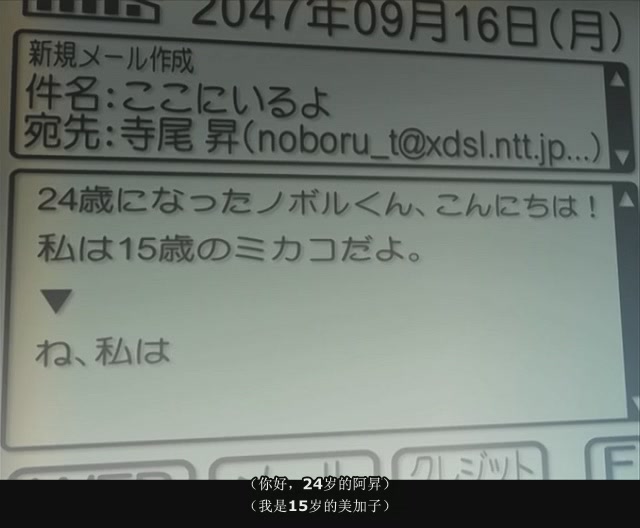 2047年09月16日(月)
新規メール作成
件名:ここにいるよ
宛先:寺尾 昇(noboru_t@xdsl.ntt.jp...)
24歳になったノボルくん、こんにちは!
私は15歳のミカコだよ。
▼
ね、私は
メール クレジット
(你好，24岁的阿昇)
(我是15岁的美加子)